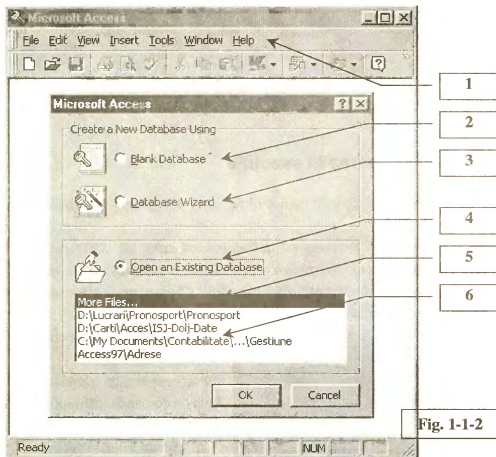 Microsoft Access
File Edit View Insert Tools Window Help
1
Microsoft Access
2
Create a New Database Using
Blank Database
3
Database Wizard
4
Open an Existing Database
5
More Files...
6
D:\Lucrari\Pronosport\Pronosport
D:\Carti\Acces\ISJ-Dolj-Date
C:\My Documents\Contabilitate\...\Gestiune
Access97\Adrese
OK Cancel
Fig. 1-1-2
Ready NUM